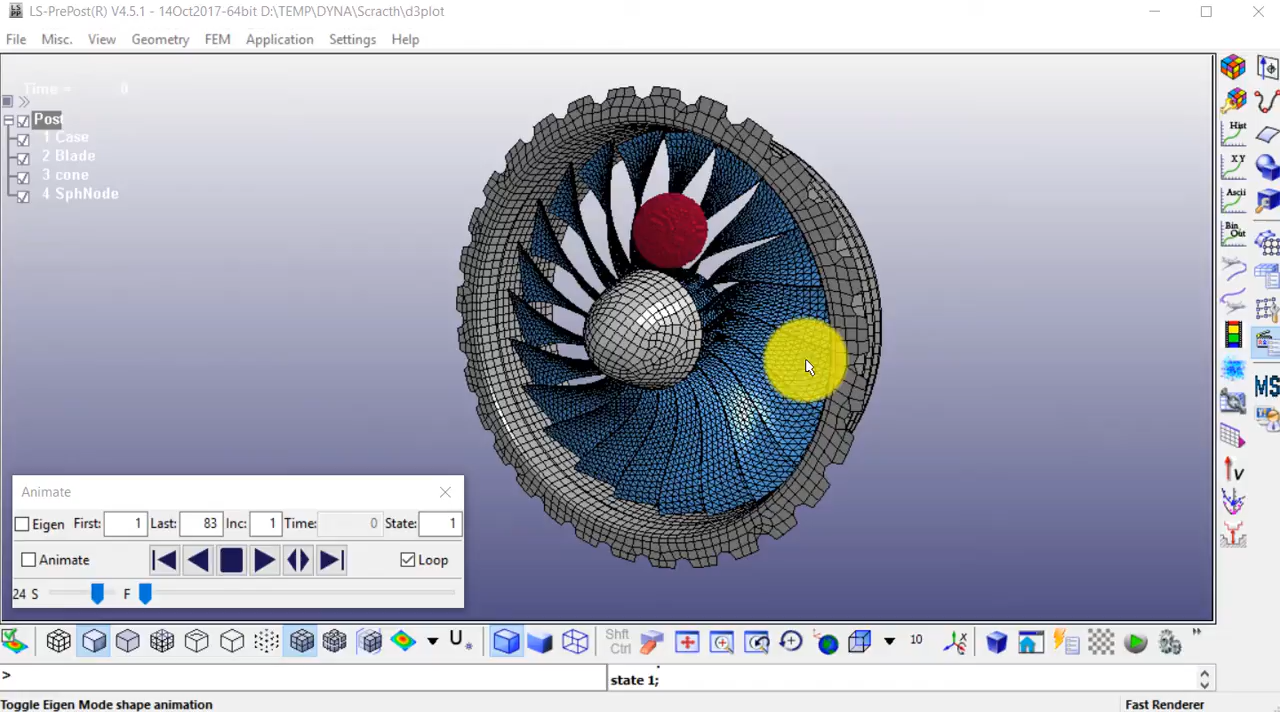 LS-PrePost(R) V4.5.1 - 14Oct2017-64bit D:\TEMP\DYNA\Scracth\d3plot
File Misc. View Geometry FEM Application Settings Help
Time = 0
Post
1 Case
2 Blade
3 cone
4 SphNode
Hist
XY
Ascii
Bin Out
MS
V
Animate
Eigen First: 1 Last: 83 Inc: 1 Time: 0 State: 1
Animate Loop
24 S F
U. Shft Ctrl 10
> state 1;
Toggle Eigen Mode shape animation Fast Renderer